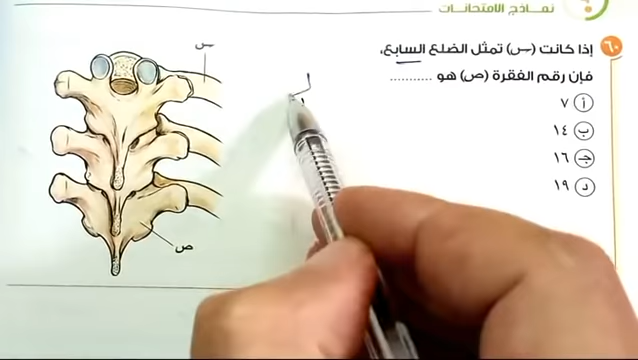 نماذج الامتحانات
٦٠ إذا كانت (س) تمثل الضلع السابع،
فإن رقم الفقرة (ص) هو ..........
أ ٧
ب ١٤
ج ١٦
د ١٩
س
ص